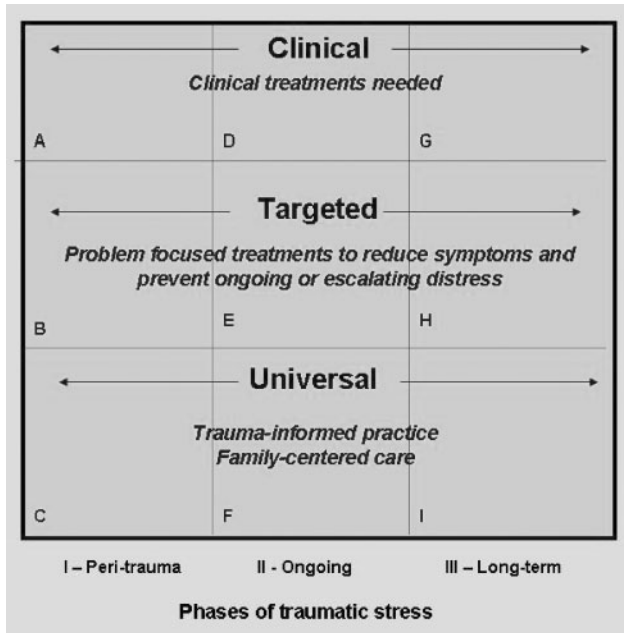 Clinical
Clinical treatments needed
A D G
Targeted
Problem focused treatments to reduce symptoms and
prevent ongoing or escalating distress
B E H
Universal
Trauma-informed practice
Family-centered care
C F I
I – Peri-trauma II - Ongoing III – Long-term
Phases of traumatic stress